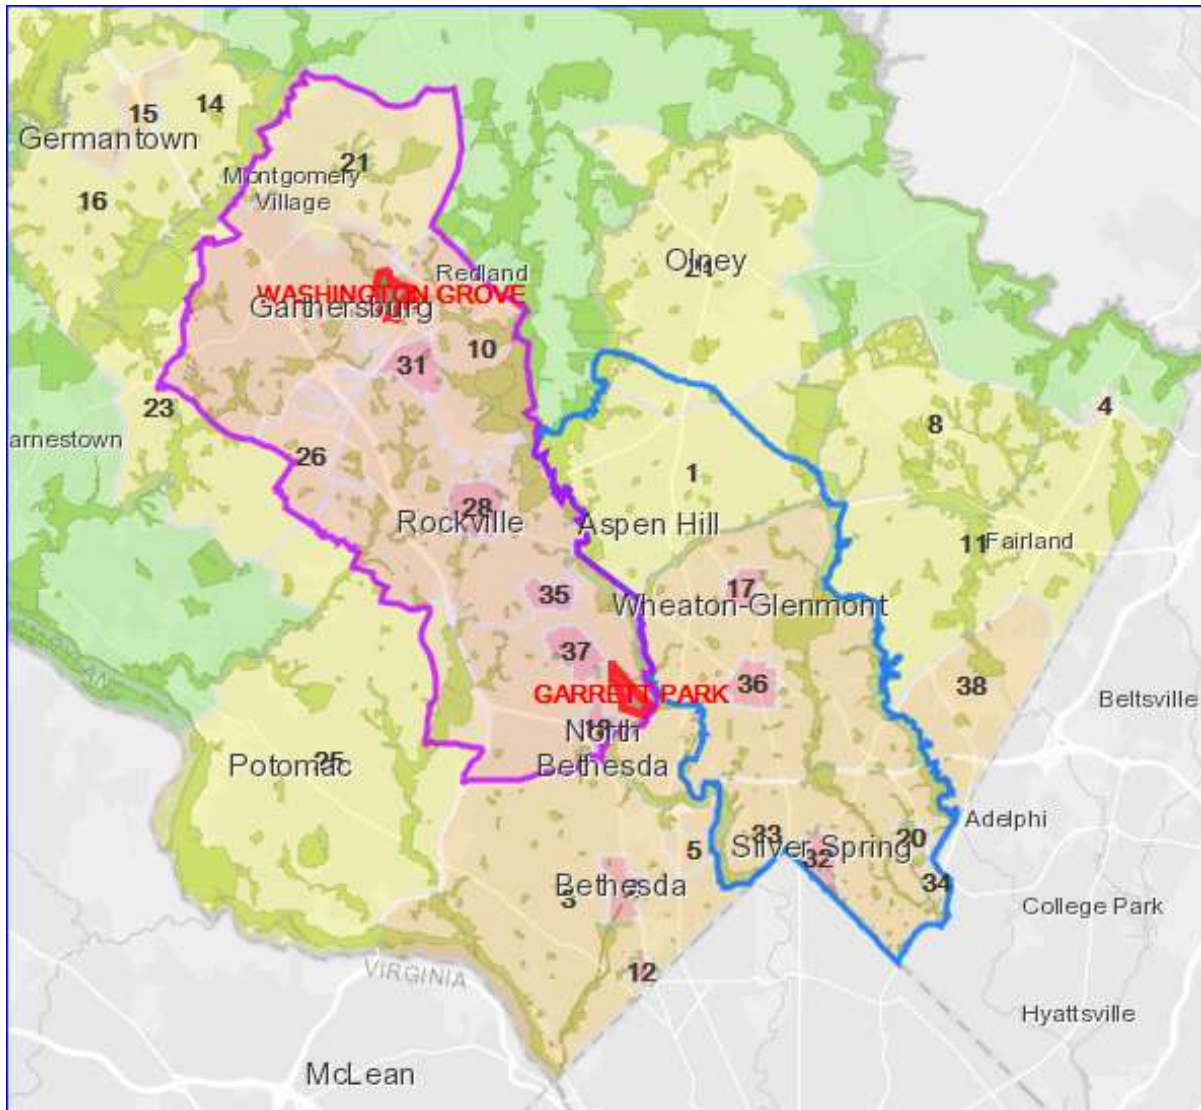 14
15
Germantown
21
Montgomery
Village
16
Olney
Redland
WASHINGTON GROVE
Gaithersburg
10
31
4
23
8
arnestown
26
1
28
Rockville
Aspen Hill
11
Fairland
17
35
Wheaton-Glenmont
37
36
38
GARRETT PARK
Beltsville
North
Potomac
25
Bethesda
Adelphi
33
20
5
Silver Spring
32
34
Bethesda
3
College Park
VIRGINIA
12
Hyattsville
McLean